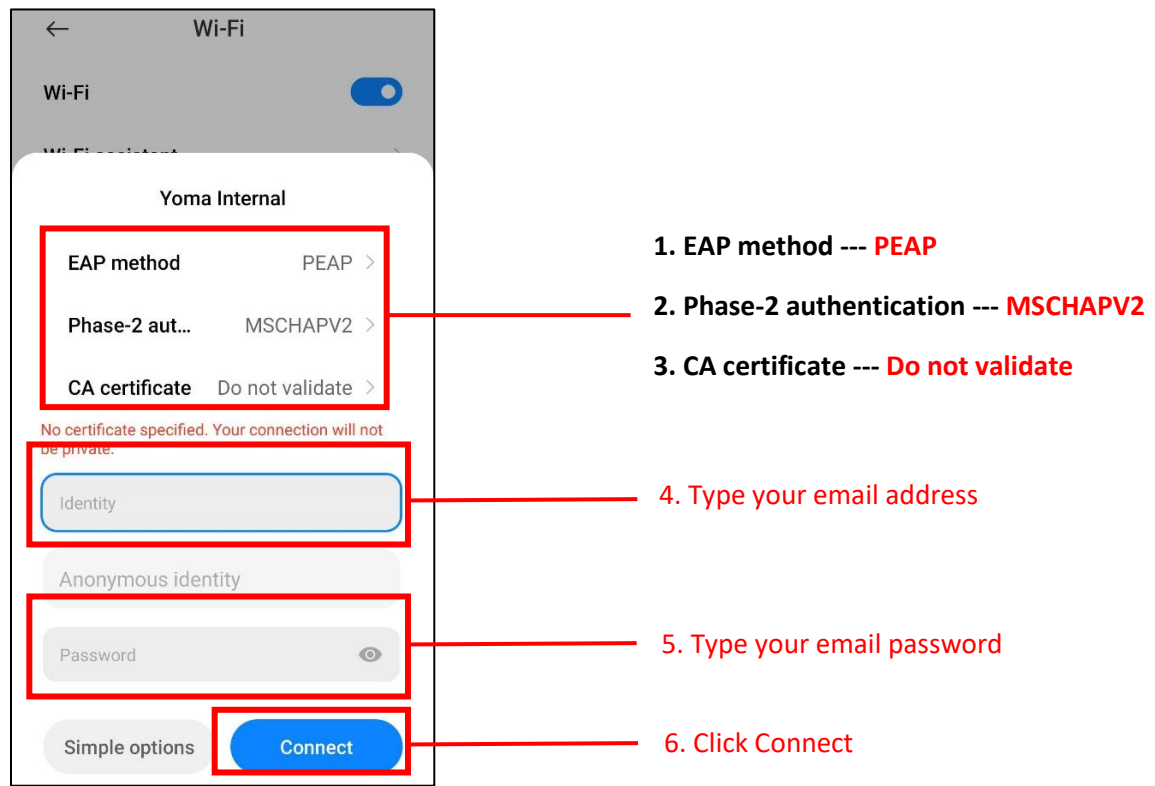 Wi-Fi
Wi-Fi
Wi-Fi assistant
Yoma Internal
EAP method PEAP
Phase-2 aut... MSCHAPV2
CA certificate Do not validate
No certificate specified. Your connection will not
be private.
Identity
Anonymous identity
Password
Simple options Connect
1. EAP method --- PEAP
2. Phase-2 authentication --- MSCHAPV2
3. CA certificate --- Do not validate
4. Type your email address
5. Type your email password
6. Click Connect